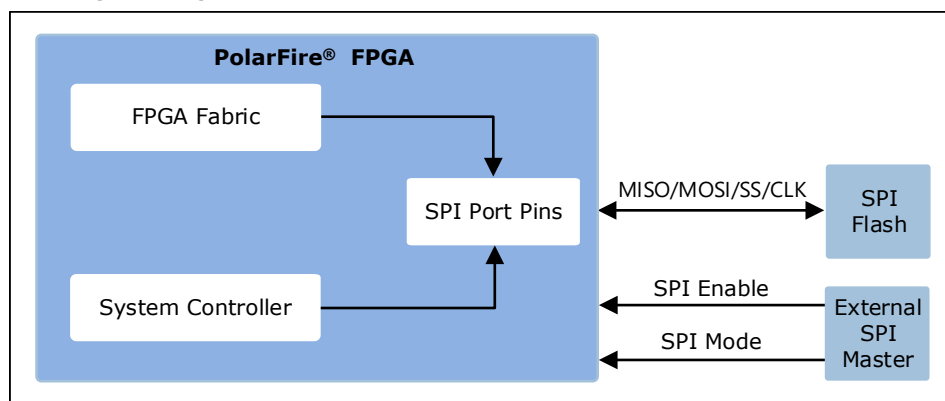 PolarFire® FPGA
FPGA Fabric
SPI Port Pins
System Controller
MISO/MOSI/SS/CLK
SPI
Flash
SPI Enable
SPI Mode
External
SPI
Master